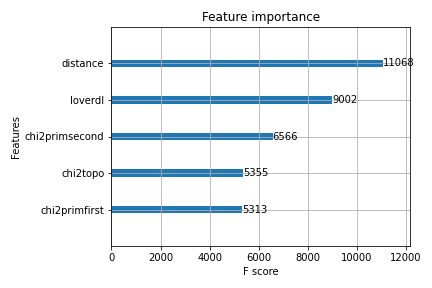 Feature importance
Features
distance
11068
loverdl
9002
chi2primsecond
6566
chi2topo
5355
chi2primfirst
5313
0 2000 4000 6000 8000 10000 12000
F score